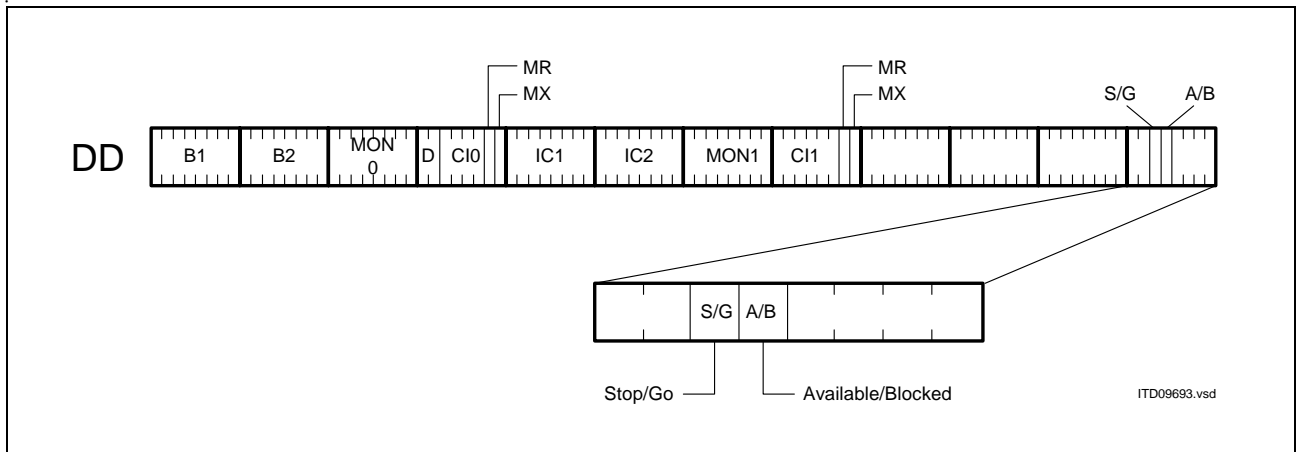 MR
MX
MR
MX
S/G A/B
DD
B1
B2
MON
0
D
CI0
IC1
IC2
MON1
CI1
S/G
A/B
Stop/Go
Available/Blocked
ITD09693.vsd